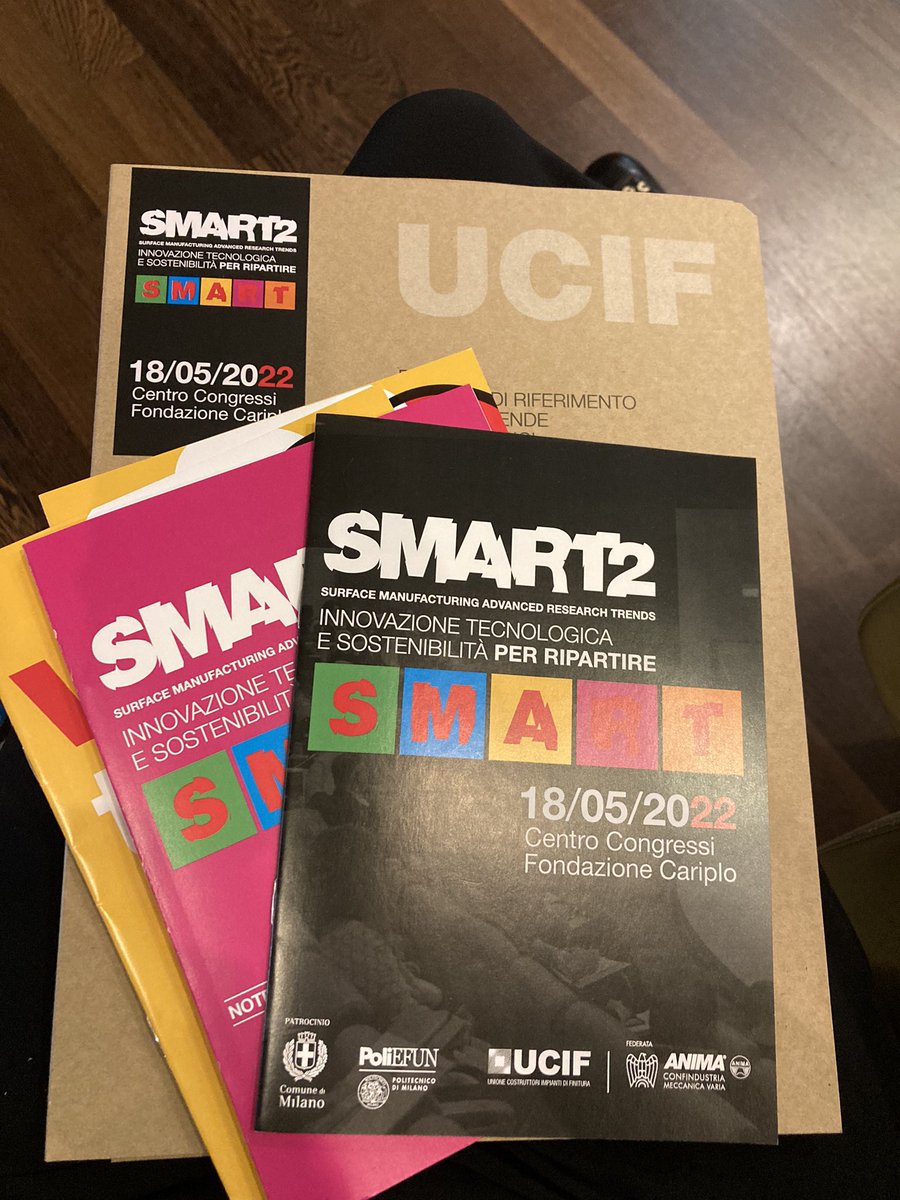 SMART2
SURFACE MANUFACTURING ADVANCED RESEARCH TRENDS
INNOVAZIONE TECNOLOGICA
E SOSTENIBILITÀ PER RIPARTIRE
SMART
18/05/2022
Centro Congressi
Fondazione Cariplo
UCIF
DI RIFERIMENTO
SMAR
SURFACE MANUFACTURING
INNOVAZIONE TE
E SOSTENIBILITÀ
SM
SMART2
SURFACE MANUFACTURING ADVANCED RESEARCH TRENDS
INNOVAZIONE TECNOLOGICA
E SOSTENIBILITÀ PER RIPARTIRE
SMART
18/05/2022
Centro Congressi
Fondazione Cariplo
PATROCINIO
Comune di
Milano
POLIEFUN
POLITECNICO
DI MILANO
UCIF
UNIONE COSTRUTTORI IMPIANTI DI FINITURA
FEDERATA
ANIMA
CONFINDUSTRIA
MECCANICA VARIA
ANIMA